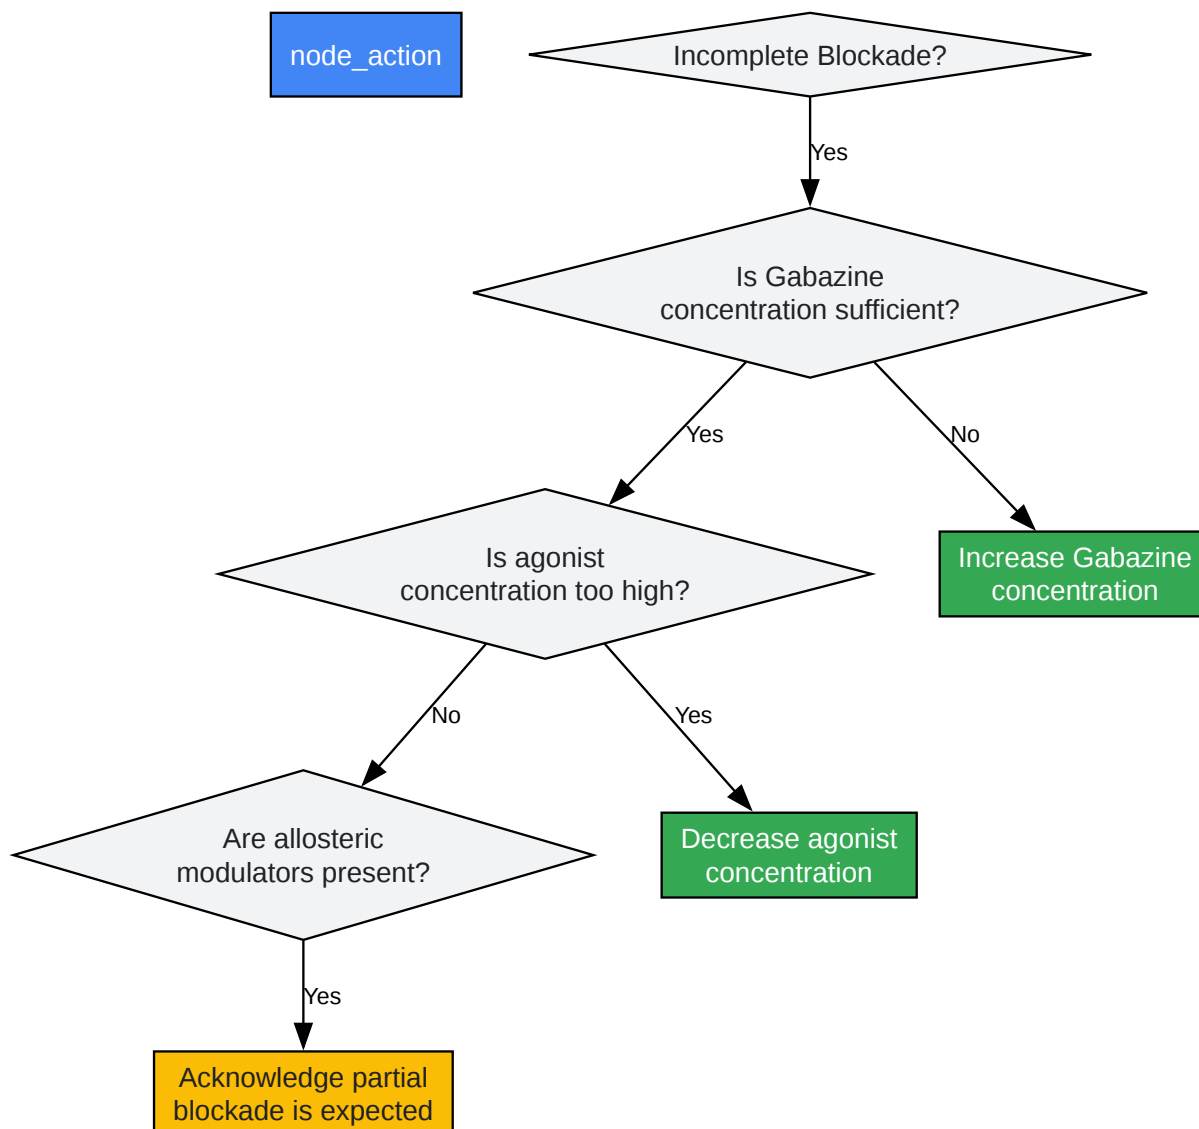 node_action
Incomplete Blockade?
Yes
Is Gabazine
concentration sufficient?
Yes
No
Is agonist
concentration too high?
Increase Gabazine
concentration
No
Yes
Are allosteric
modulators present?
Decrease agonist
concentration
Yes
Acknowledge partial
blockade is expected